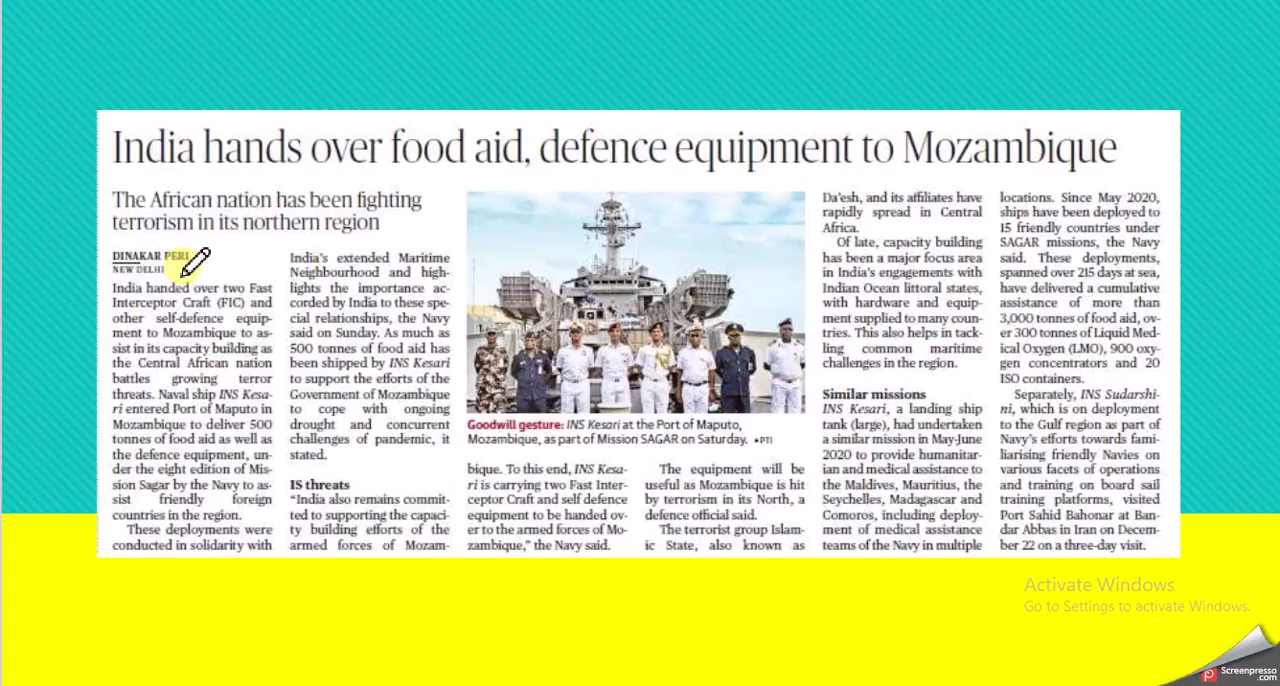 India hands over food aid, defence equipment to Mozambique
The African nation has been fighting
terrorism in its northern region
DINAKAR PERI
NEW DELHI
India handed over two Fast
Interceptor Craft (FIC) and
other self-defence equip-
ment to Mozambique to as-
sist in its capacity building as
the Central African nation
battles growing terror
threats. Naval ship INS Kesa-
ri entered Port of Maputo in
Mozambique to deliver 500
tonnes of food aid as well as
the defence equipment, un-
der the eight edition of Mis-
sion Sagar by the Navy to as-
sist friendly foreign
countries in the region.
These deployments were
conducted in solidarity with
India's extended Maritime
Neighbourhood and high-
lights the importance ac-
corded by India to these spe-
cial relationships, the Navy
said on Sunday. As much as
500 tonnes of food aid has
been shipped by INS Kesari
to support the efforts of the
Government of Mozambique
to cope with ongoing
drought and concurrent
challenges of pandemic, it
stated.
IS threats
“India also remains commit-
ted to supporting the capaci-
ty building efforts of the
armed forces of Mozam-
Goodwill gesture: INS Kesari at the Port of Maputo,
Mozambique, as part of Mission SAGAR on Saturday. •PTI
bique. To this end, INS Kesa-
ri is carrying two Fast Inter-
ceptor Craft and self defence
equipment to be handed ov-
er to the armed forces of Mo-
zambique,” the Navy said.
The equipment will be
useful as Mozambique is hit
by terrorism in its North, a
defence official said.
The terrorist group Islam-
ic State, also known as
Da'esh, and its affiliates have
rapidly spread in Central
Africa.
Of late, capacity building
has been a major focus area
in India's engagements with
Indian Ocean littoral states,
with hardware and equip-
ment supplied to many coun-
tries. This also helps in tack-
ling common maritime
challenges in the region.
Similar missions
INS Kesari, a landing ship
tank (large), had undertaken
a similar mission in May-June
2020 to provide humanitar-
ian and medical assistance to
the Maldives, Mauritius, the
Seychelles, Madagascar and
Comoros, including deploy-
ment of medical assistance
teams of the Navy in multiple
locations. Since May 2020,
ships have been deployed to
15 friendly countries under
SAGAR missions, the Navy
said. These deployments,
spanned over 215 days at sea,
have delivered a cumulative
assistance of more than
3,000 tonnes of food aid, ov-
er 300 tonnes of Liquid Med-
ical Oxygen (LMO), 900 oxy-
gen concentrators and 20
ISO containers.
Separately, INS Sudarshi-
ni, which is on deployment
to the Gulf region as part of
Navy's efforts towards fami-
liarising friendly Navies on
various facets of operations
and training on board sail
training platforms, visited
Port Sahid Bahonar at Ban-
dar Abbas in Iran on Decem-
ber 22 on a three-day visit.
Activate Windows
Go to Settings to activate Windows.
Screenpresso
.com